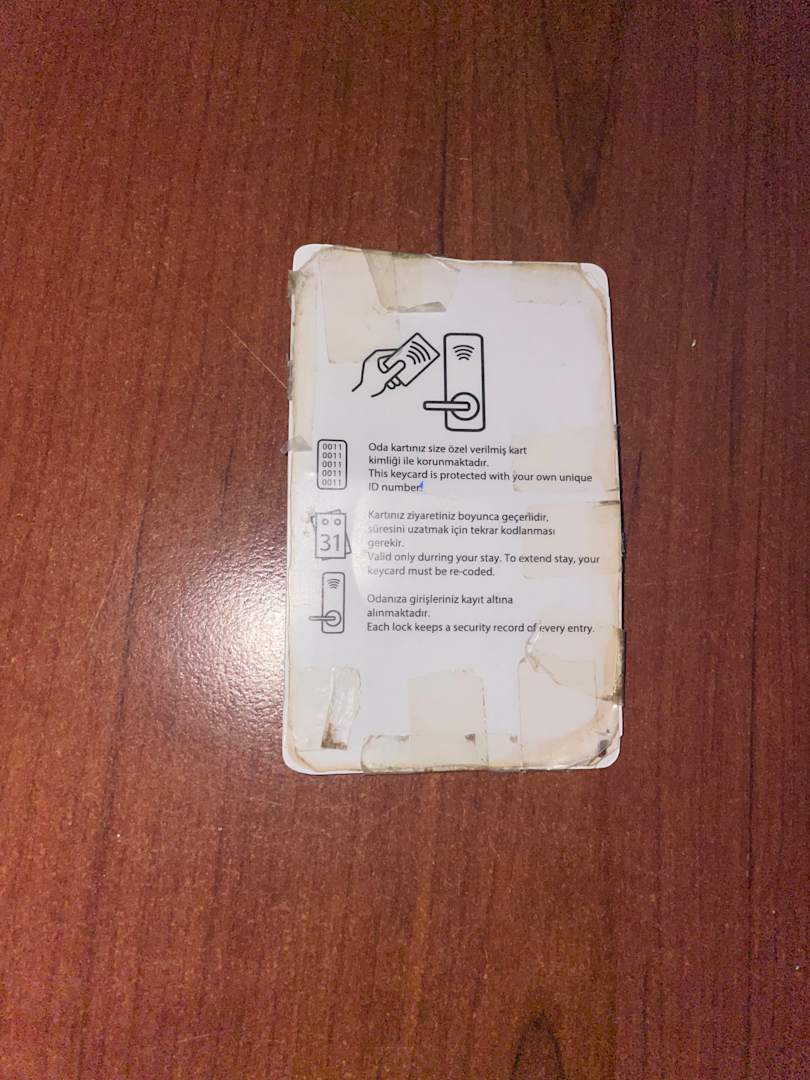 0011
0011
0011
0011
0011
Oda kartınız size özel verilmiş kart
kimliği ile korunmaktadır.
This keycard is protected with your own unique
ID number.
31
Kartınız ziyaretiniz boyunca geçerlidir,
süresini uzatmak için tekrar kodlanması
gerekir.
Valid only durring your stay. To extend stay, your
keycard must be re-coded.
Odanıza girişleriniz kayıt altına
alınmaktadır.
Each lock keeps a security record of every entry.